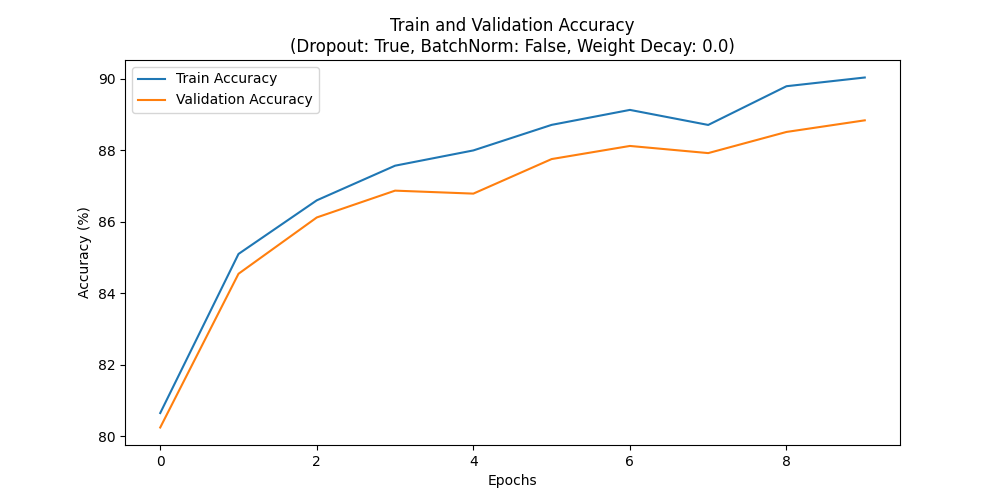 Train and Validation Accuracy
(Dropout: True, BatchNorm: False, Weight Decay: 0.0)
Train Accuracy
Validation Accuracy
Accuracy (%)
90
88
86
84
82
80
0 2 4 6 8
Epochs